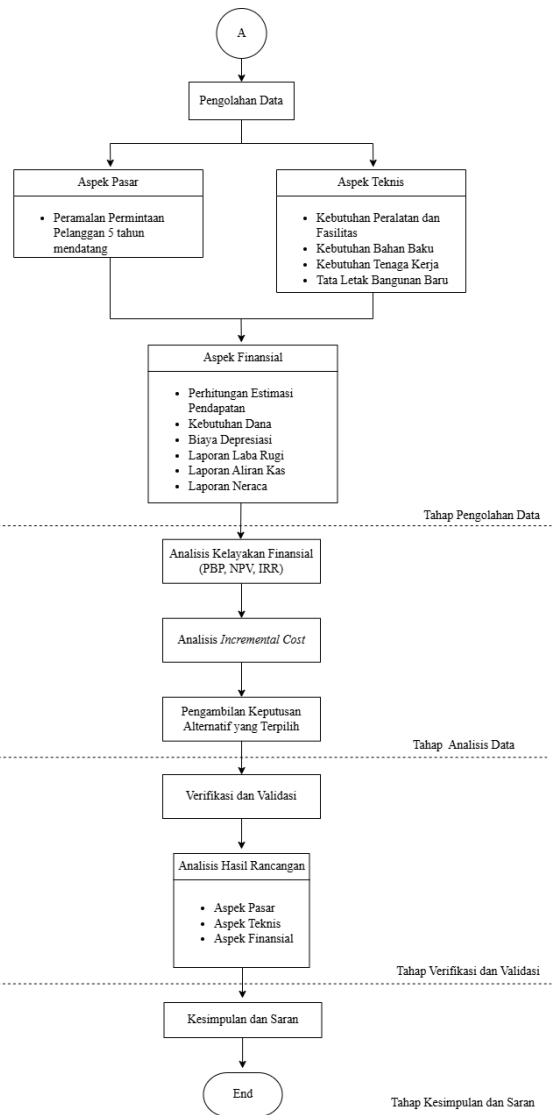 A
Pengolahan Data
Aspek Pasar
• Peramalan Permintaan
Pelanggan 5 tahun
mendatang
Aspek Teknis
• Kebutuhan Peralatan dan
Fasilitas
• Kebutuhan Bahan Baku
• Kebutuhan Tenaga Kerja
• Tata Letak Bangunan Baru
Aspek Finansial
• Perhitungan Estimasi
Pendapatan
• Kebutuhan Dana
• Biaya Depresiasi
• Laporan Laba Rugi
• Laporan Aliran Kas
• Laporan Neraca
Tahap Pengolahan Data
Analisis Kelayakan Finansial
(PBP, NPV, IRR)
Analisis Incremental Cost
Pengambilan Keputusan
Alternatif yang Terpilih
Tahap Analisis Data
Verifikasi dan Validasi
Analisis Hasil Rancangan
• Aspek Pasar
• Aspek Teknis
• Aspek Finansial
Tahap Verifikasi dan Validasi
Kesimpulan dan Saran
End
Tahap Kesimpulan dan Saran